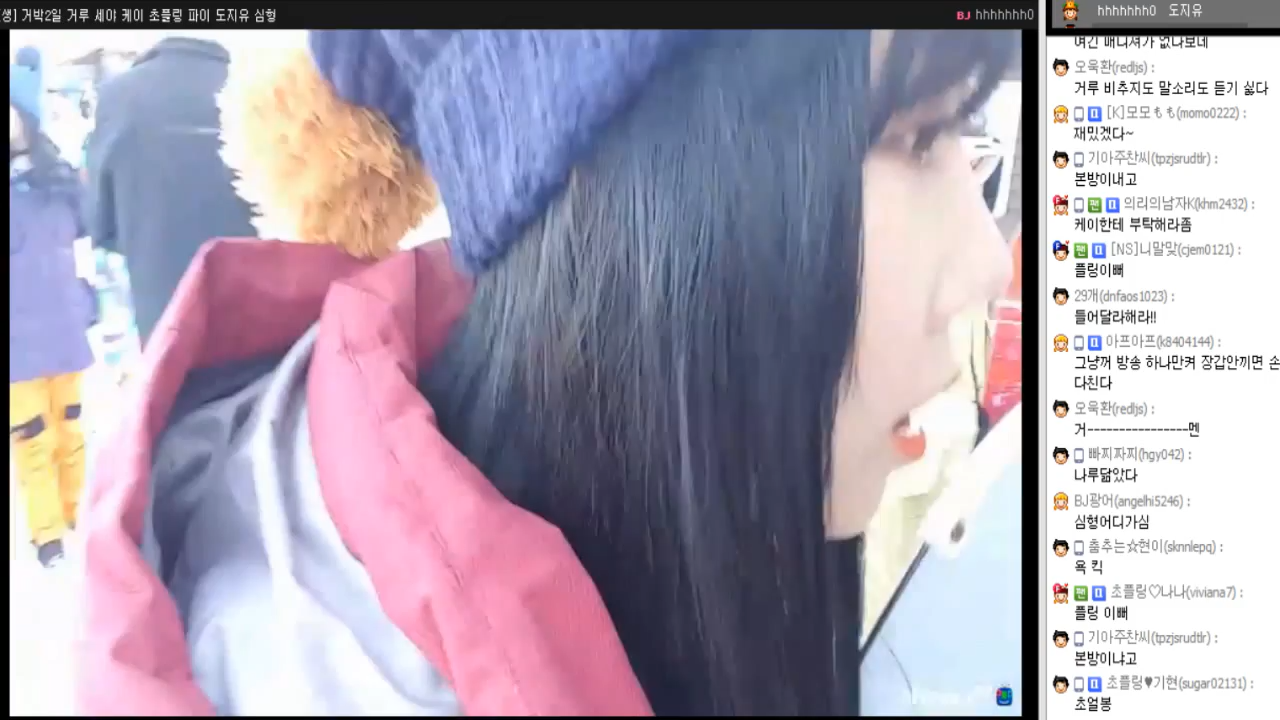 생] 거박2일 거루 세야 케이 초플링 파이 도지유 심형
BJ hhhhhhh0
hhhhhhh0 도지유
여긴 매니져가 없나보네
오욱환(redljs) :
거루 비추지도 말소리도 듣기 싫다
[K]모모もも(momo0222) :
재밌겠다~
기아주찬씨(tpzjsrudtlr) :
본방이내고
의리의남자K(khm2432) :
케이한테 부탁해라좀
[NS]니말맞(cjem0121) :
플링이뻐
29개(dnfaos1023) :
들어달라해라!!
아프아프(k8404144) :
그냥꺼 방송 하나만켜 장갑안끼면 손
다친다
오욱환(redljs) :
거----------------멘
빠찌짜찌(hgy042) :
나루닮았다
BJ광어(angelhi5246) :
심형어디가심
춤추는☆현이(sknnlepq) :
욕 킥
초플링♡나나(viviana7) :
플링 이뻐
기아주찬씨(tpzjsrudtlr) :
본방이냐고
초플링♥기현(sugar02131) :
초얼봉